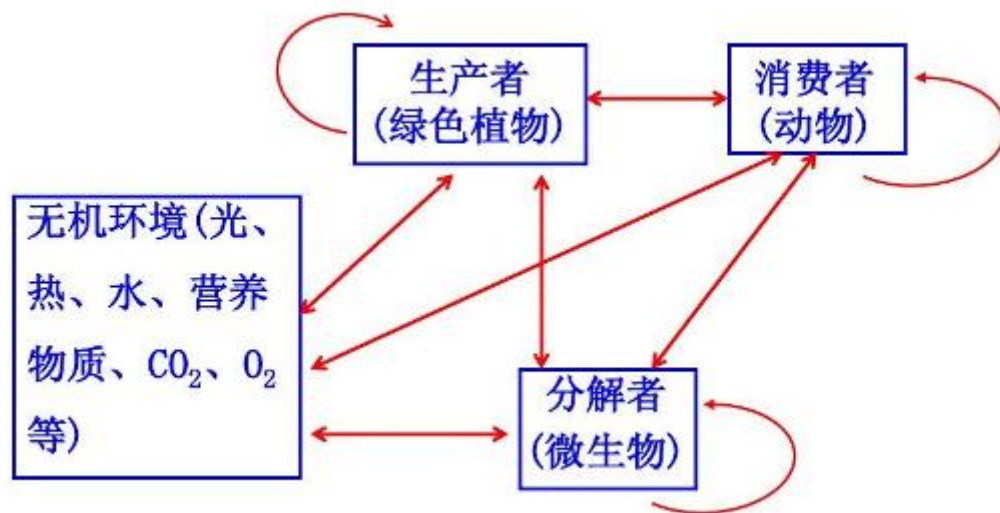 生产者
(绿色植物)
消费者
(动物)
无机环境(光、
热、水、营养
物质、CO₂、O₂
等)
分解者
(微生物)